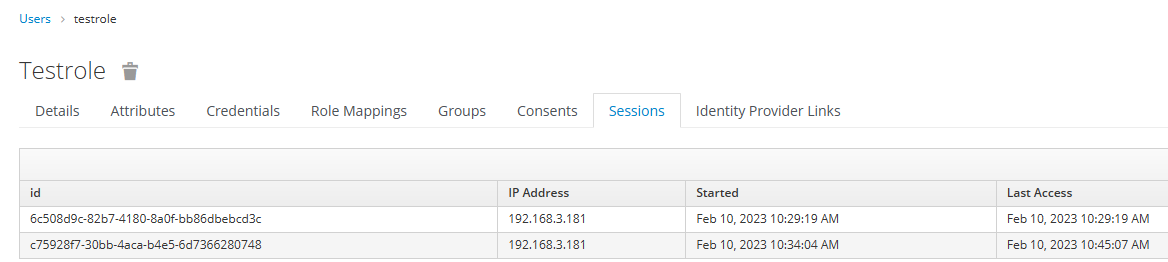 Users › testrole
Testrole
Details Attributes Credentials Role Mappings Groups Consents Sessions Identity Provider Links
id IP Address Started Last Access
6c508d9c-82b7-4180-8a0f-bb86dbebcd3c 192.168.3.181 Feb 10, 2023 10:29:19 AM Feb 10, 2023 10:29:19 AM
c75928f7-30bb-4aca-b4e5-6d7366280748 192.168.3.181 Feb 10, 2023 10:34:04 AM Feb 10, 2023 10:45:07 AM